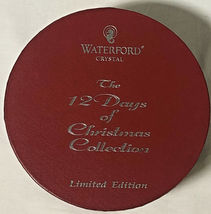 WATERFORD®
CRYSTAL
The
12 Days
of
Christmas
Collection
Limited Edition